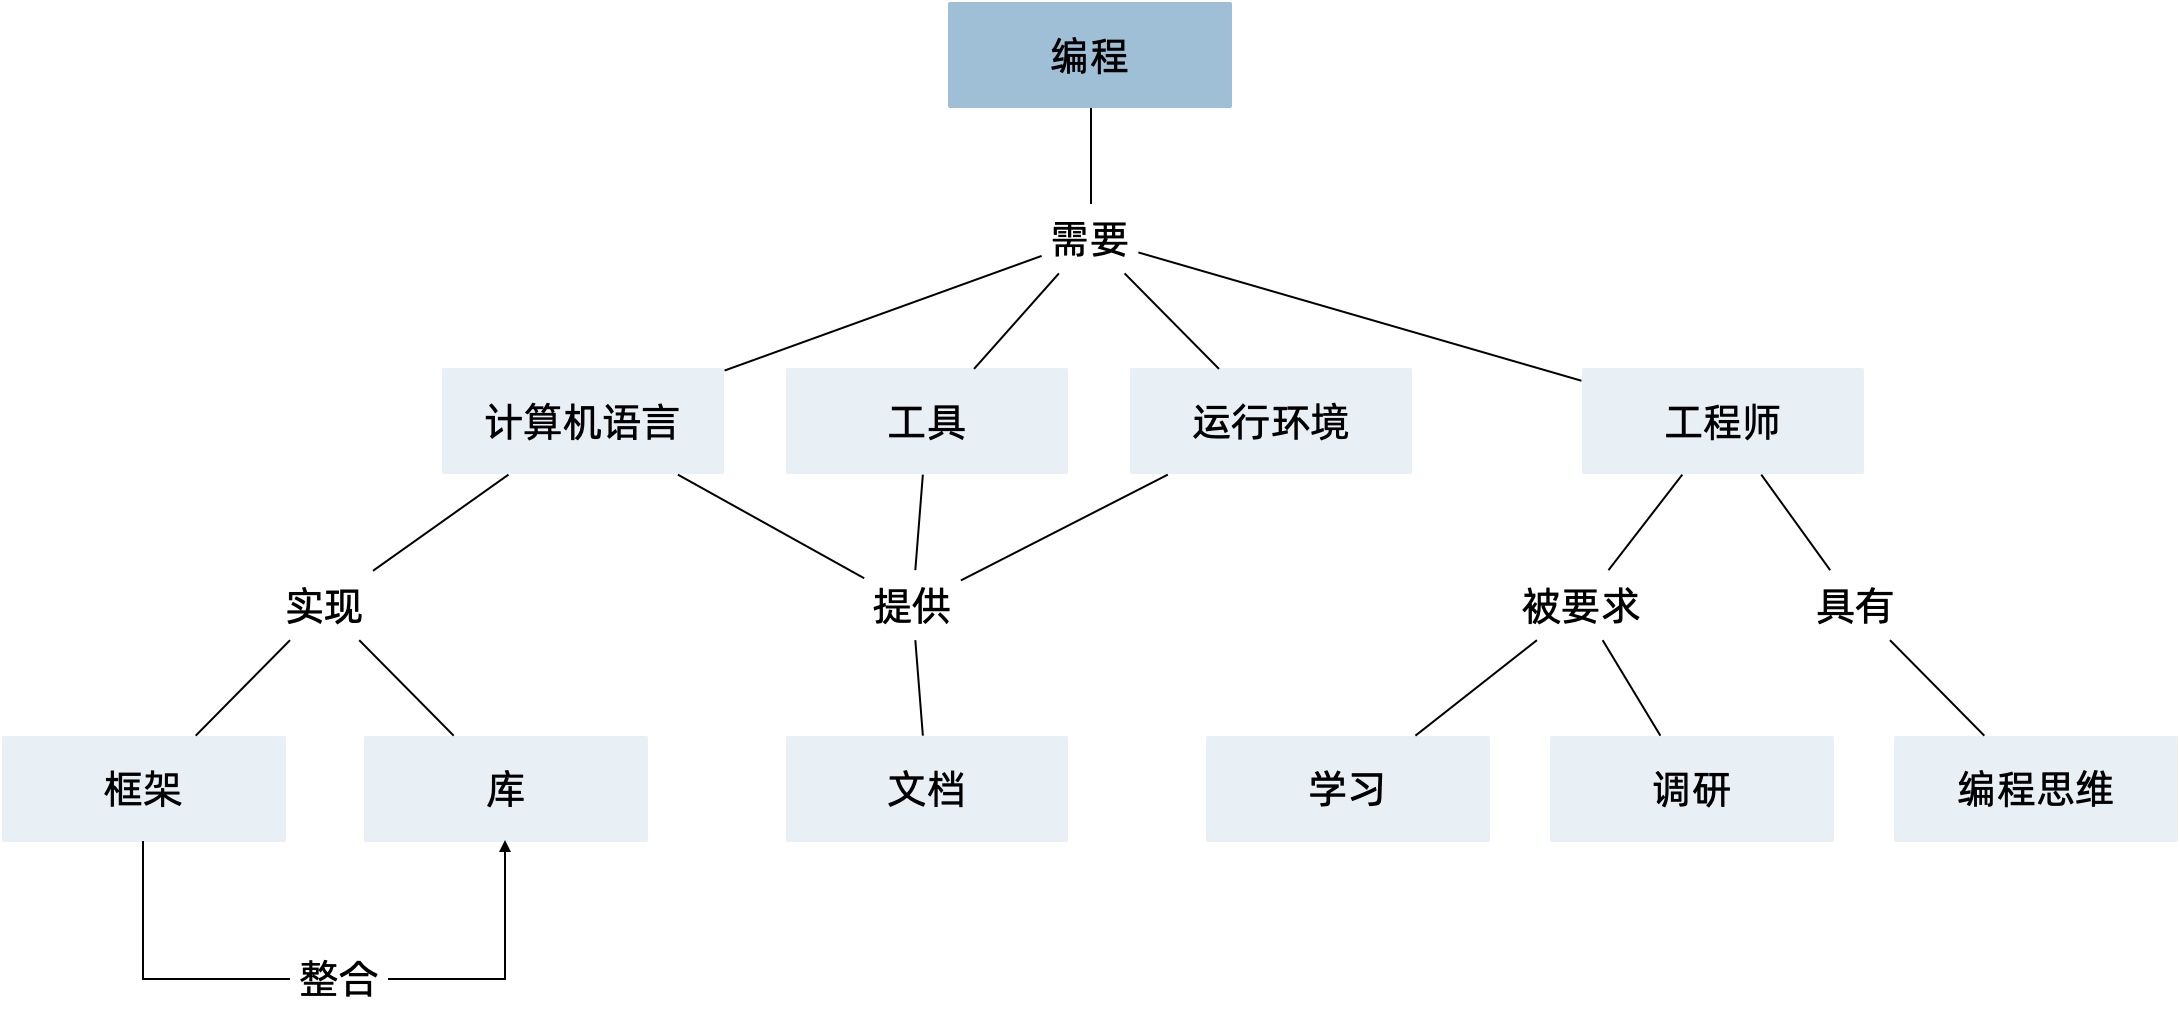 编程
需要
计算机语言
工具
运行环境
工程师
实现
提供
被要求
具有
框架
库
文档
学习
调研
编程思维
整合